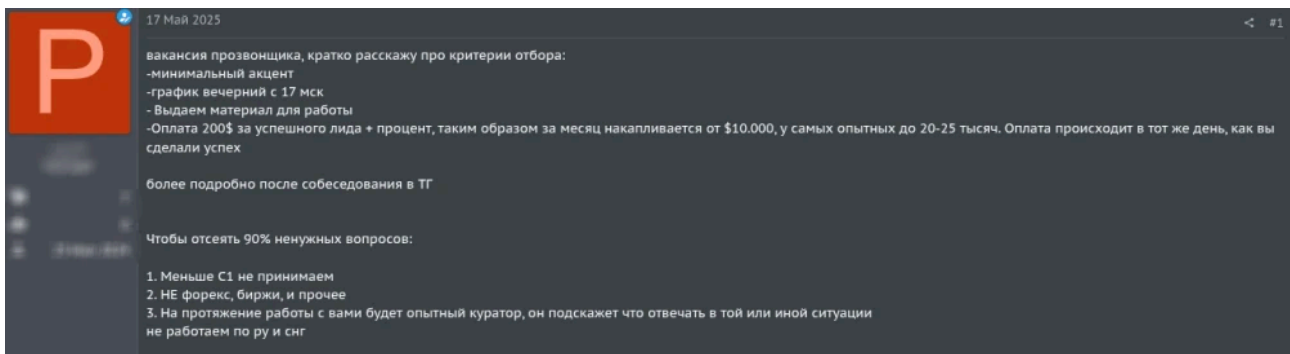 P
17 Май 2025
#1
вакансия прозвонщика, кратко расскажу про критерии отбора:
-минимальный акцент
-график вечерний с 17 мск
- Выдаем материал для работы
-Оплата 200$ за успешного лида + процент, таким образом за месяц накапливается от $10.000, у самых опытных до 20-25 тысяч. Оплата происходит в тот же день, как вы
сделали успех
более подробно после собеседования в ТГ
Чтобы отсеять 90% ненужных вопросов:
1. Меньше С1 не принимаем
2. НЕ форекс, биржи, и прочее
3. На протяжение работы с вами будет опытный куратор, он подскажет что отвечать в той или иной ситуации
не работаем по ру и снг